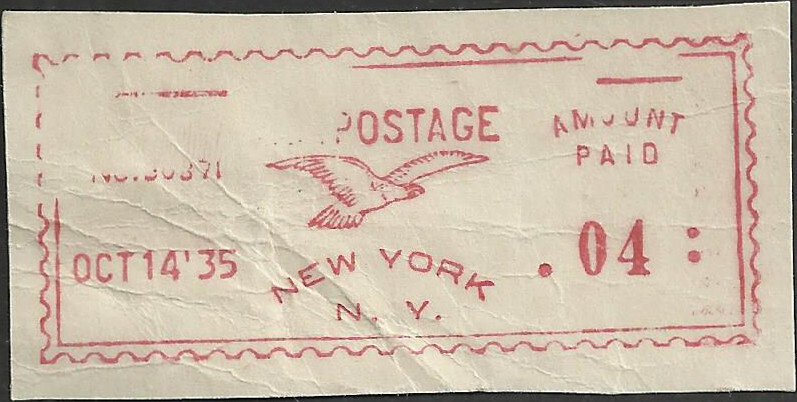 POSTAGE
AMOUNT
PAID
OCT 14 '35
NEW YORK
N. Y.
. 04 :